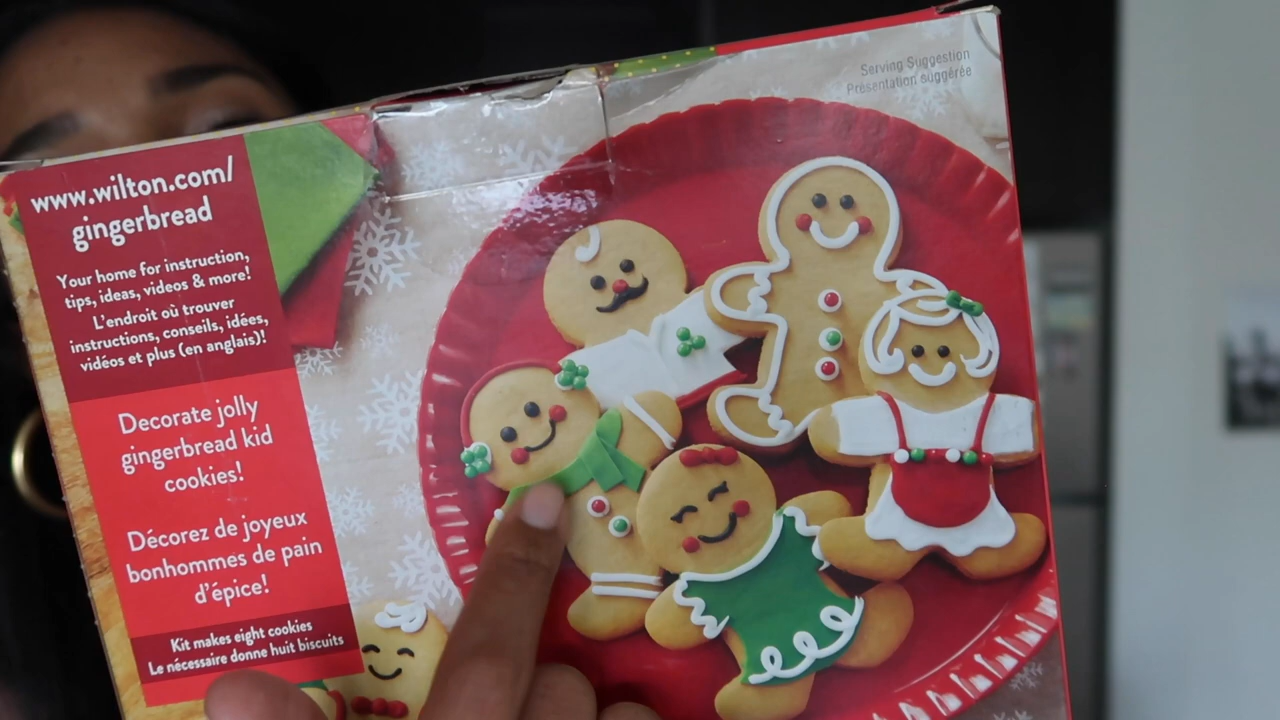 www.wilton.com/
gingerbread
Your home for instruction,
tips, ideas, videos & more!
L'endroit où trouver
instructions, conseils, idées,
vidéos et plus (en anglais)!
Decorate jolly
gingerbread kid
cookies!
Décorez de joyeux
bonhommes de pain
d'épice!
Kit makes eight cookies
Le nécessaire donne huit biscuits
Serving Suggestion
Présentation suggérée